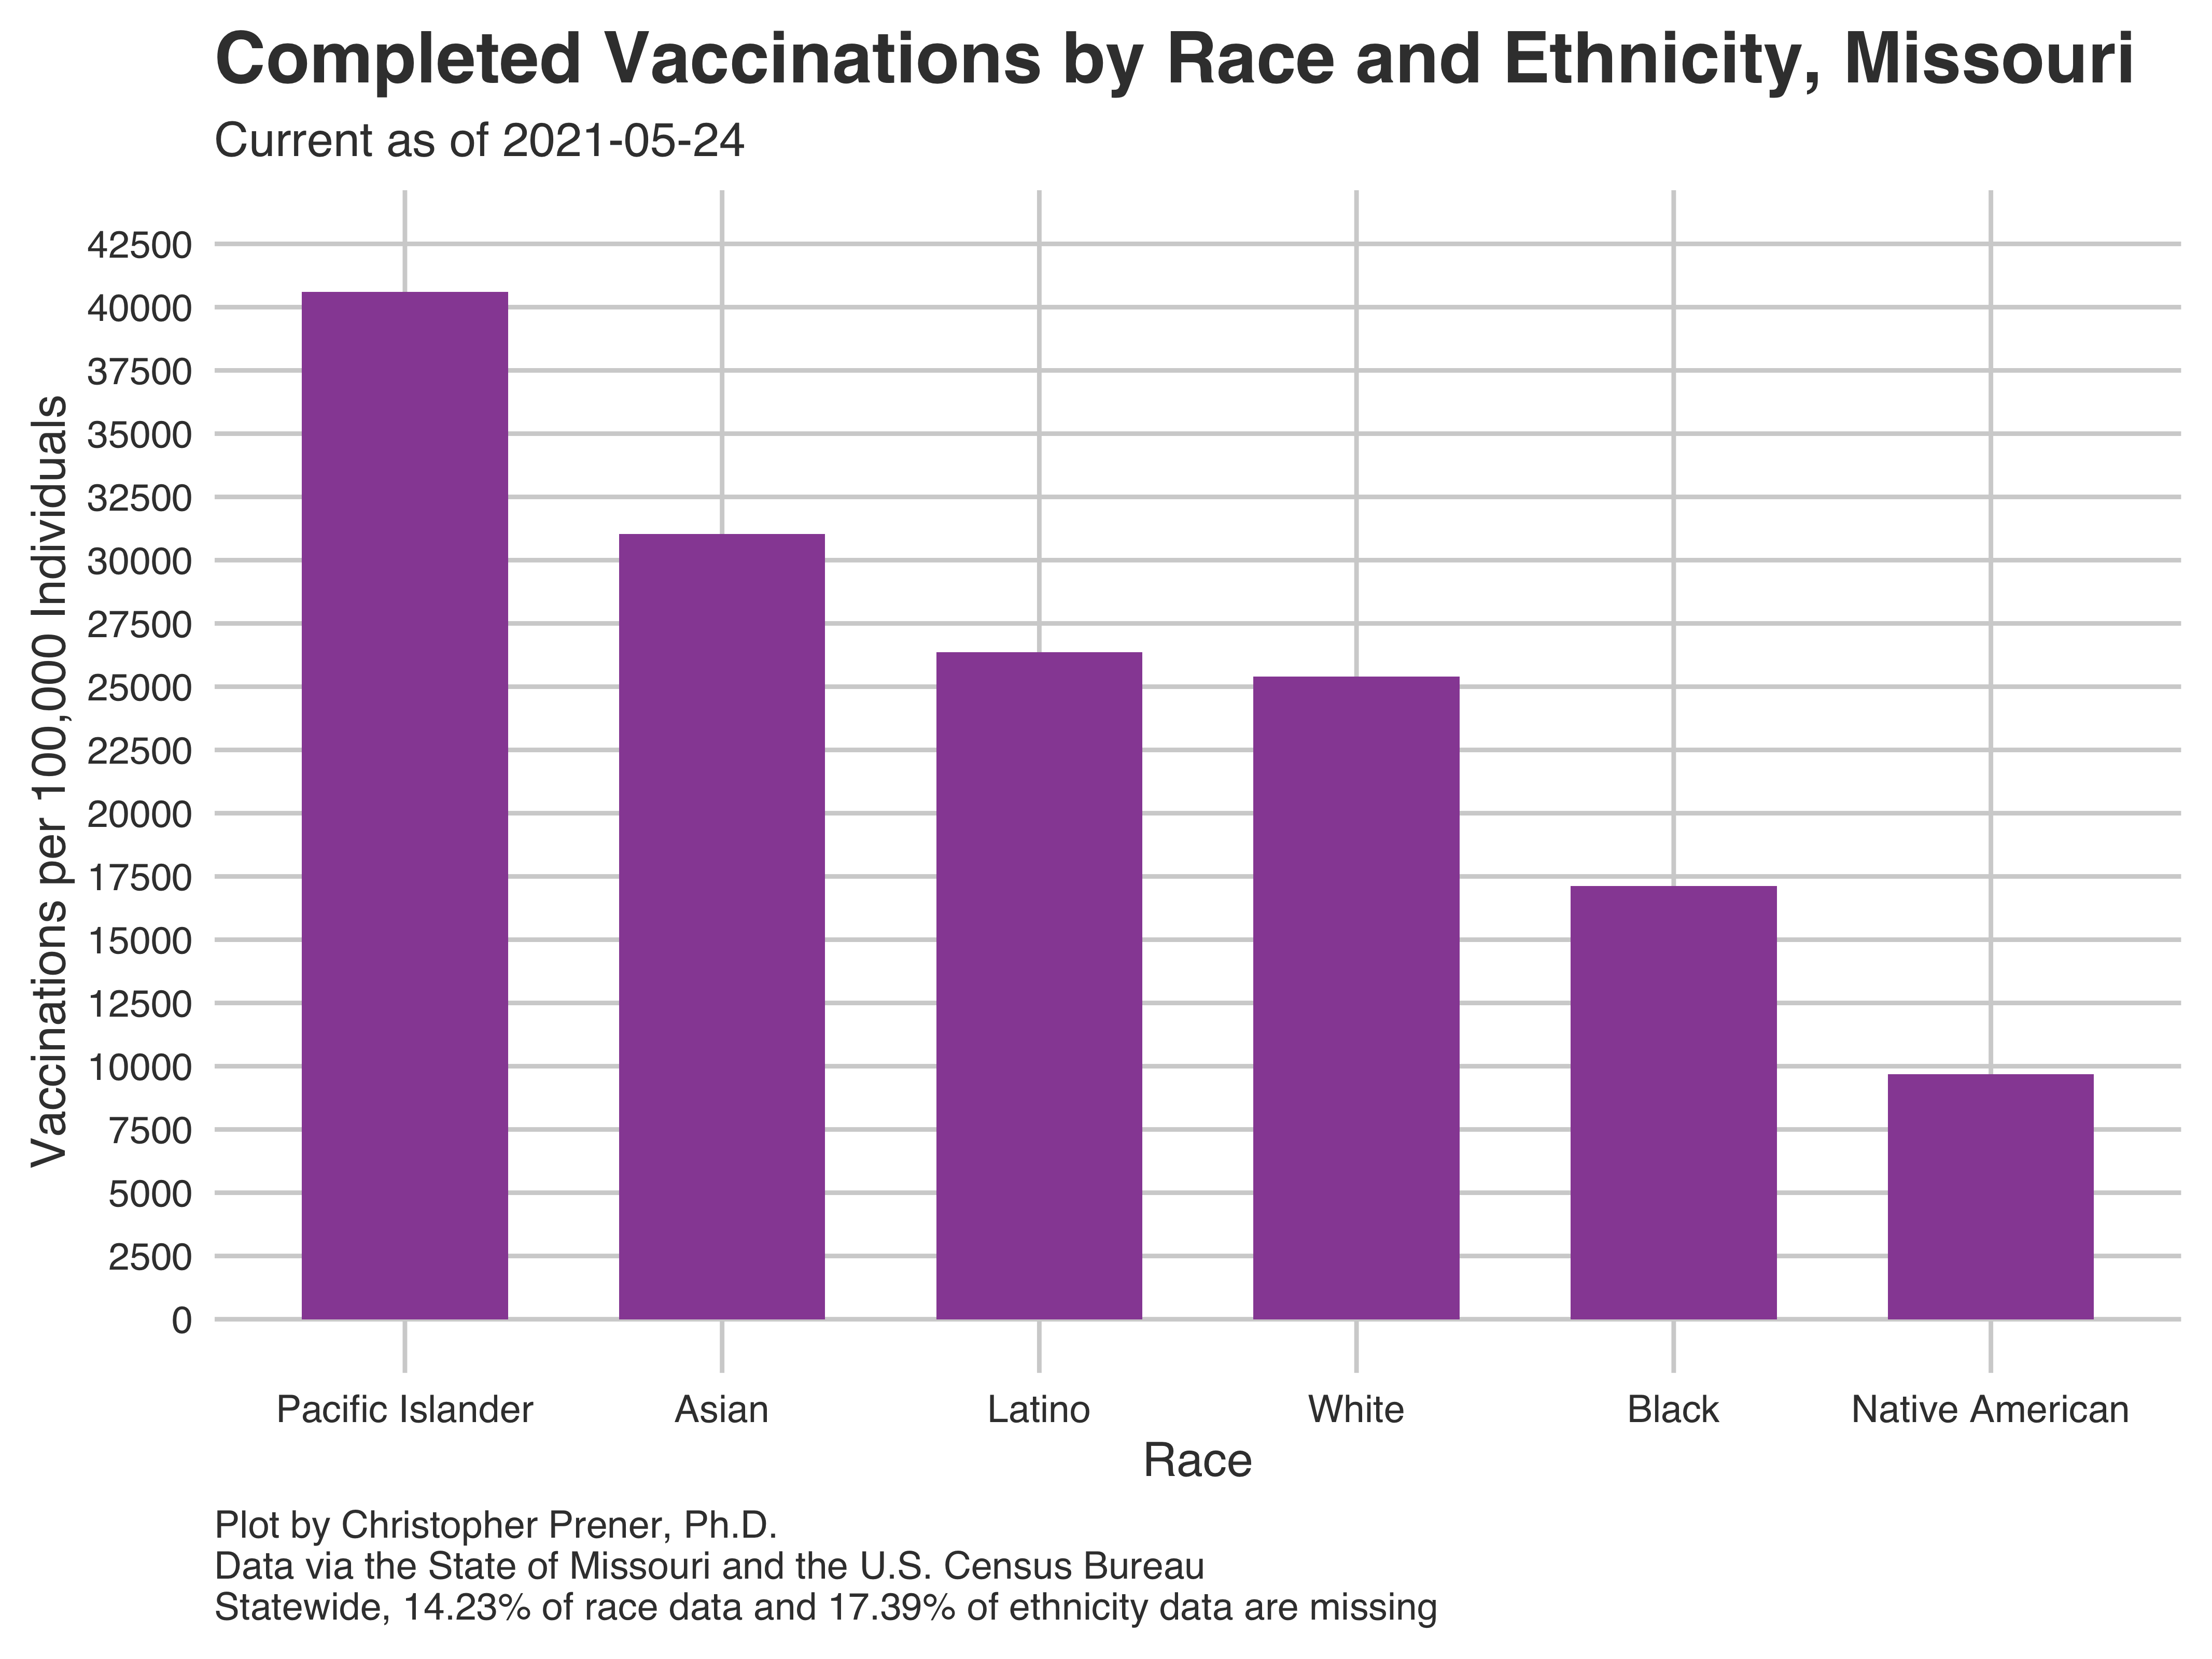 Completed Vaccinations by Race and Ethnicity, Missouri
Current as of 2021-05-24
Vaccinations per 100,000 Individuals
42500
40000
37500
35000
32500
30000
27500
25000
22500
20000
17500
15000
12500
10000
7500
5000
2500
0
Pacific Islander Asian Latino White Black Native American
Race
Plot by Christopher Prener, Ph.D.
Data via the State of Missouri and the U.S. Census Bureau
Statewide, 14.23% of race data and 17.39% of ethnicity data are missing